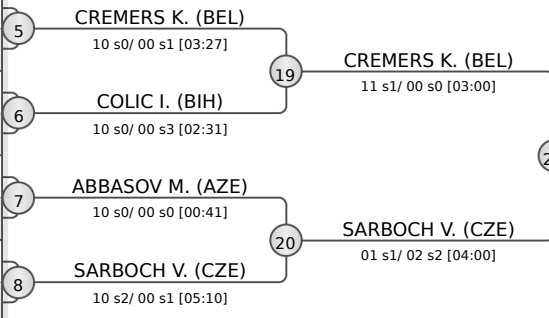 5
CREMERS K. (BEL)
10 s0/ 00 s1 [03:27]
19
CREMERS K. (BEL)
11 s1/ 00 s0 [03:00]
6
COLIC I. (BIH)
10 s0/ 00 s3 [02:31]
7
ABBASOV M. (AZE)
10 s0/ 00 s0 [00:41]
20
SARBOCH V. (CZE)
01 s1/ 02 s2 [04:00]
8
SARBOCH V. (CZE)
10 s2/ 00 s1 [05:10]